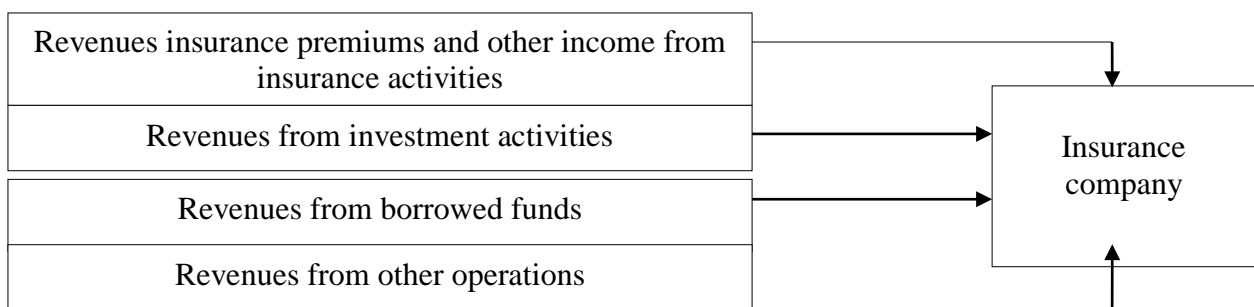 Revenues insurance premiums and other income from
insurance activities
Revenues from investment activities
Revenues from borrowed funds
Revenues from other operations
Insurance
company